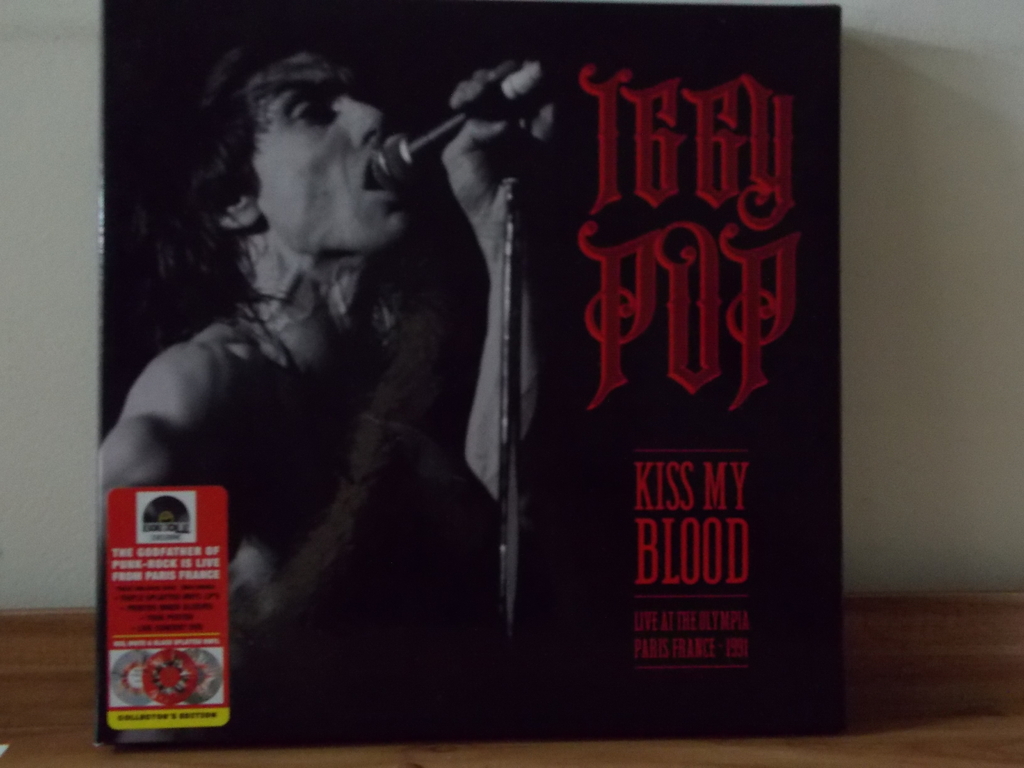 IGGY
POP
KISS MY
BLOOD
LIVE AT THE OLYMPIA
PARIS FRANCE - 1991
THE GODFATHER OF
PUNK-ROCK IS LIVE
FROM PARIS FRANCE
COLLECTOR'S EDITION